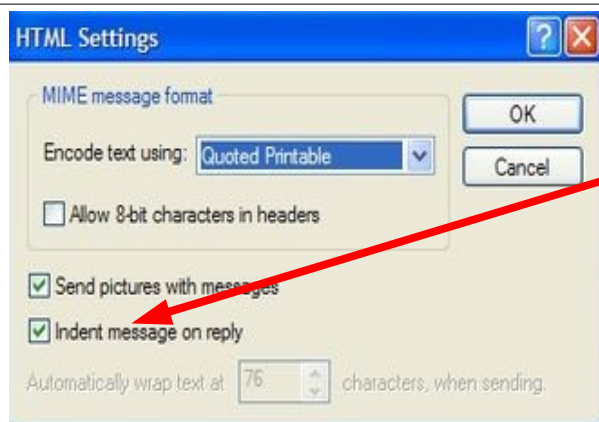 HTML Settings
MIME message format
OK
Encode text using: Quoted Printable
Cancel
Allow 8-bit characters in headers
Send pictures with messages
Indent message on reply
Automatically wrap text at 76 characters, when sending.